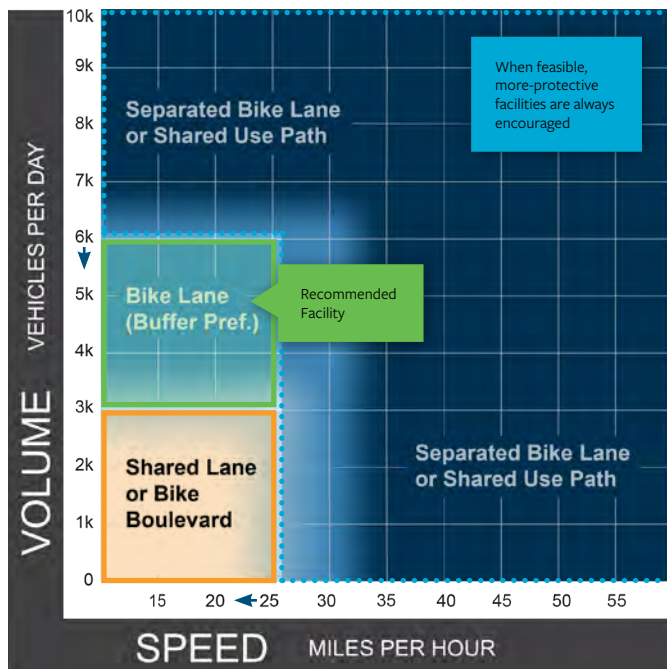 10k
9k
8k
7k
6k
5k
4k
3k
2k
1k
0
VOLUME VEHICLES PER DAY
When feasible,
more-protective
facilities are always
encouraged
Separated Bike Lane
or Shared Use Path
Bike Lane
(Buffer Pref.)
Recommended
Facility
Shared Lane
or Bike
Boulevard
Separated Bike Lane
or Shared Use Path
15 20 25 30 35 40 45 50 55
SPEED MILES PER HOUR